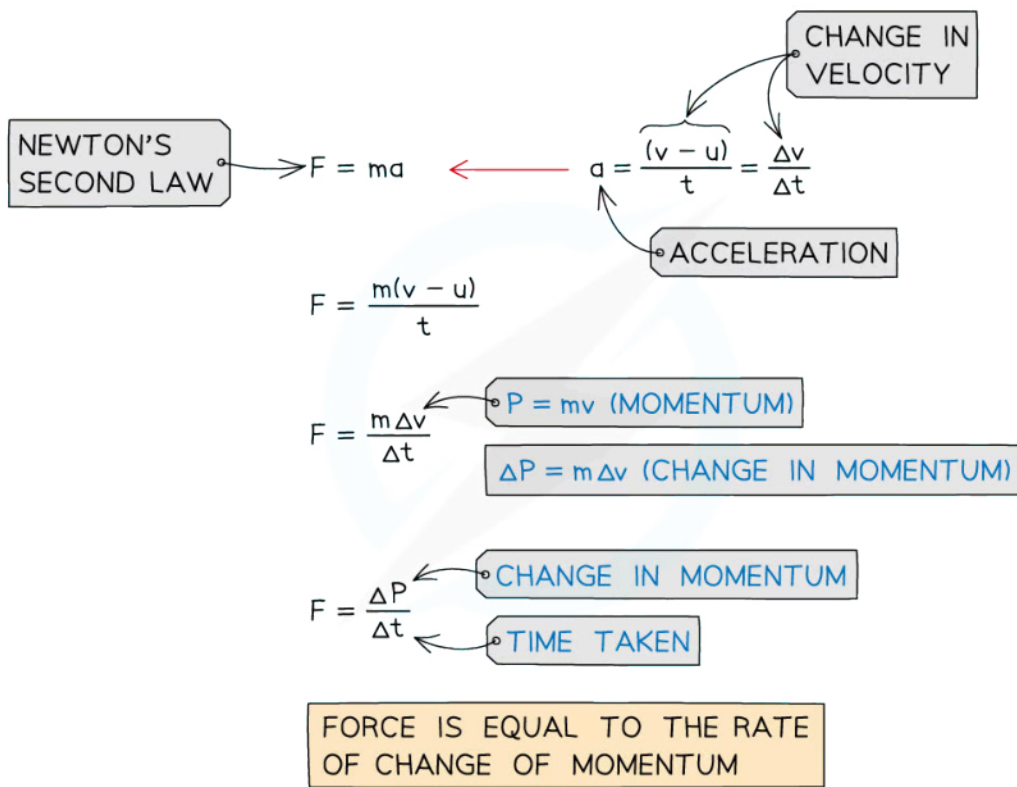 CHANGE IN
VELOCITY
NEWTON'S
SECOND LAW
F = ma
a = (v - u)/t = Δv/Δt
ACCELERATION
F = m(v - u)/t
F = mΔv/Δt
P = mv (MOMENTUM)
ΔP = mΔv (CHANGE IN MOMENTUM)
F = ΔP/Δt
CHANGE IN MOMENTUM
TIME TAKEN
FORCE IS EQUAL TO THE RATE
OF CHANGE OF MOMENTUM